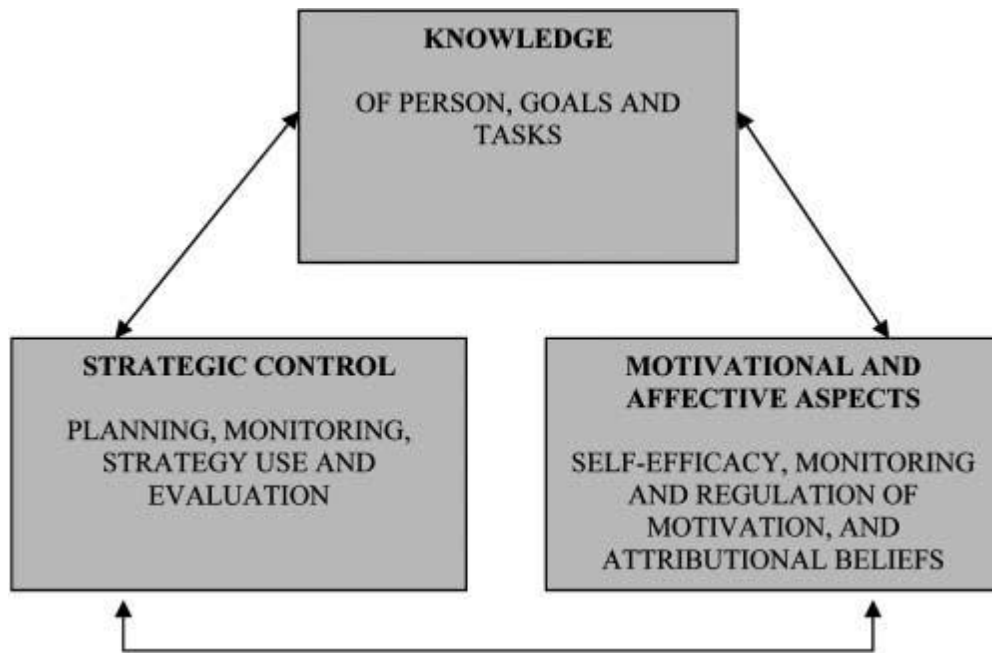 KNOWLEDGE
OF PERSON, GOALS AND
TASKS
STRATEGIC CONTROL
PLANNING, MONITORING,
STRATEGY USE AND
EVALUATION
MOTIVATIONAL AND
AFFECTIVE ASPECTS
SELF-EFFICACY, MONITORING
AND REGULATION OF
MOTIVATION, AND
ATTRIBUTIONAL BELIEFS